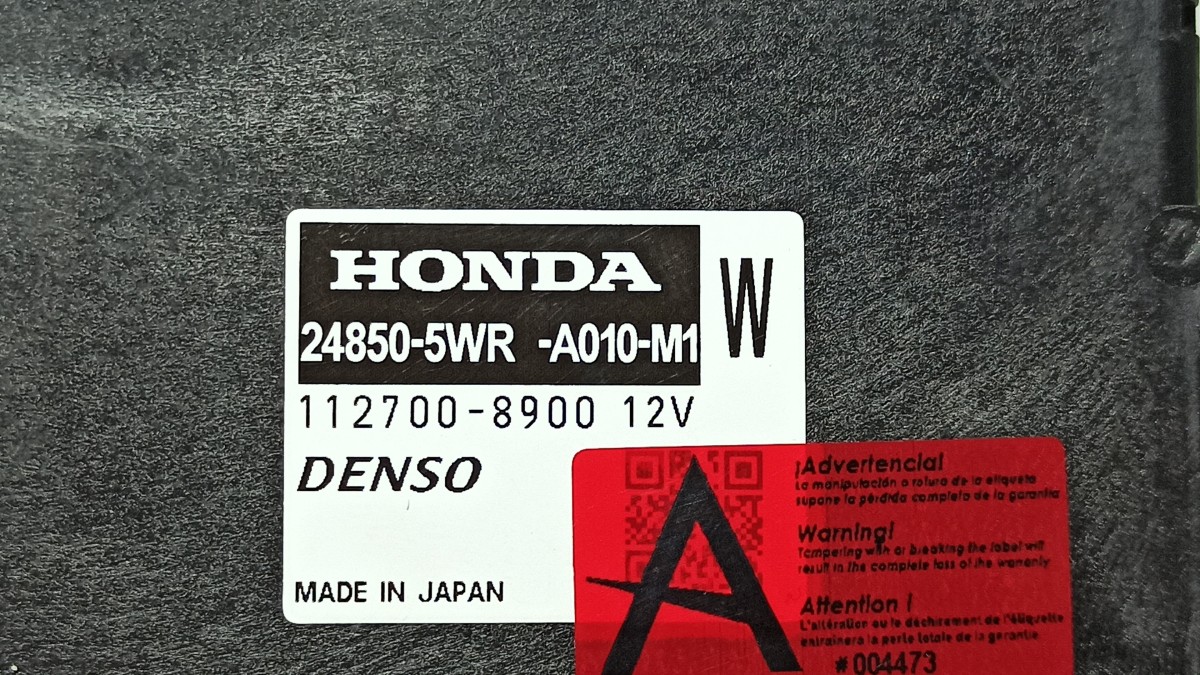 HONDA
W
24850-5WR -A010-M1
112700-8900 12V
DENSO
MADE IN JAPAN
A
¡Advertencia!
La manipulación o rotura de la etiqueta
supone la pérdida completa de la garantía
Warning!
Tampering with or breaking the label will
result in the complete loss of the warranty
Attention !
L'altération ou le déchirement de l'étiquette
entraînera la perte totale de la garantie
#004473